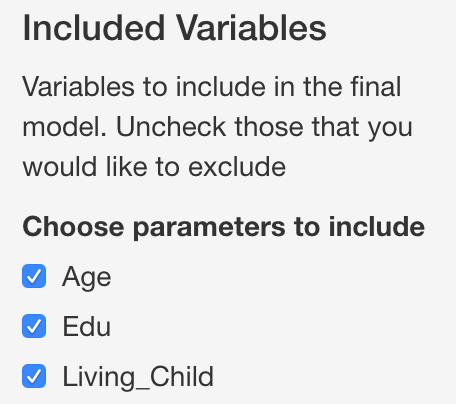 Included Variables
Variables to include in the final
model. Uncheck those that you
would like to exclude
Choose parameters to include
Age
Edu
Living_Child